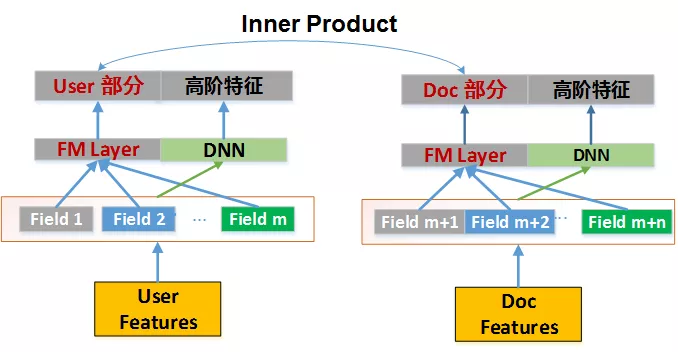 Inner Product
User 部分 高阶特征
Doc 部分 高阶特征
FM Layer DNN
FM Layer DNN
Field 1 Field 2 ... Field m
Field m+1 Field m+2 ... Field m+n
User
Features
Doc
Features